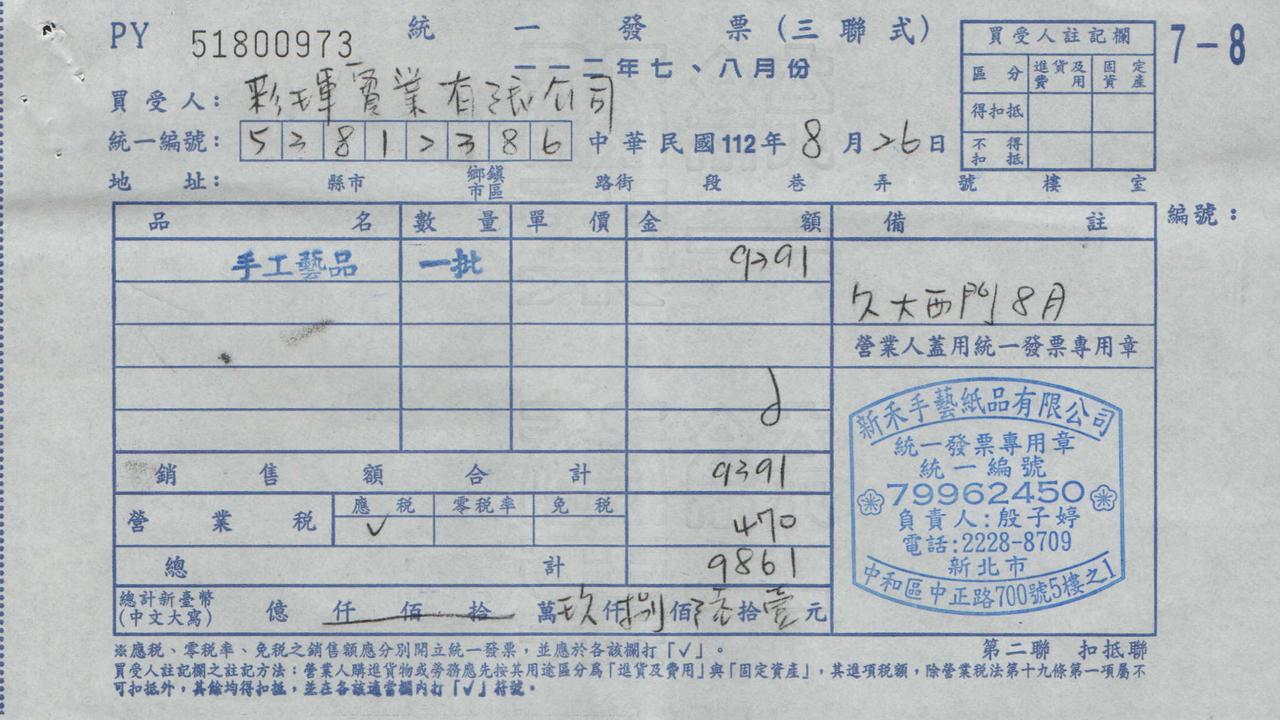 PY 51800973 統一發票(三聯式)
一一二年七、八月份
7-8
買受人註記欄
區分 進貨及費用 固定資產
得扣抵
不得扣抵
買受人: 彩琿實業有限公司
統一編號: 53812386 中華民國112年8月26日
地址: 縣市 鄉鎮市區 路街 段 巷 弄 號 樓 室
編號:
品名 數量 單價 金額 備註
手工藝品 一批 9391
久大西門8月
營業人蓋用統一發票專用章
銷售額合計 9391
營業稅 應稅 ✓ 零稅率 免稅 470
總計 9861
總計新臺幣(中文大寫) 億 仟 佰 拾 萬玖仟捌佰陸拾壹元
新禾手藝紙品有限公司
統一發票專用章
統一編號
79962450
負責人:殷子婷
電話:2228-8709
新北市
中和區中正路700號5樓之1
※應稅、零稅率、免稅之銷售額應分別開立統一發票,並應於各該欄打「✓」。
第二聯 扣抵聯
買受人註記欄之註記方法:營業人購進貨物或勞務應先按其用途區分為「進貨及費用」與「固定資產」,其進項稅額,除營業稅法第十九條第一項屬不
可扣抵外,其餘均得扣抵,並在各該適當欄內打「✓」符號。